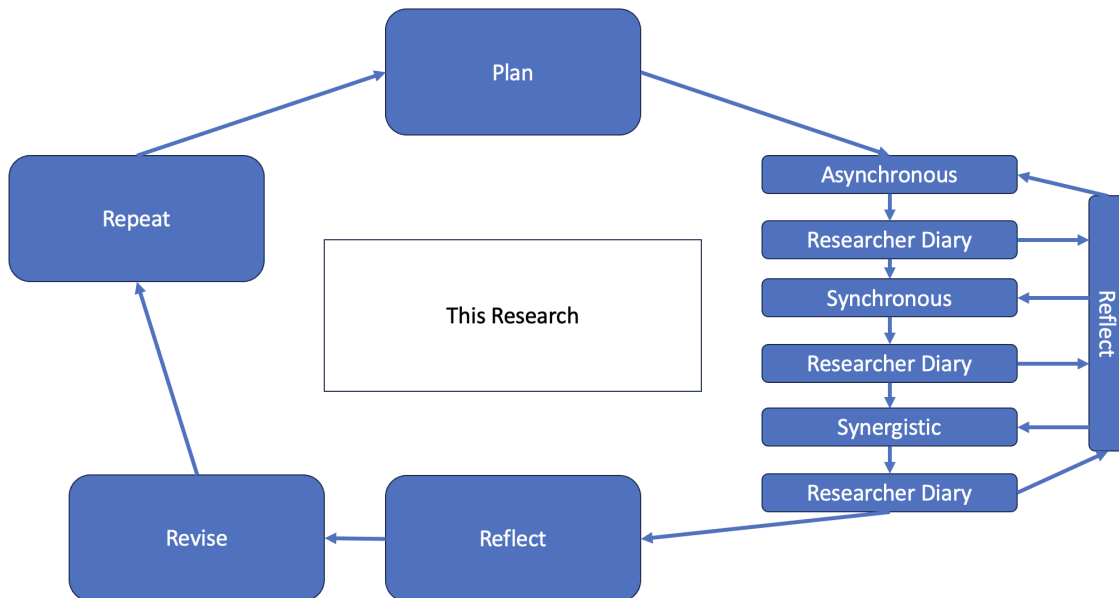 Plan
Asynchronous
Researcher Diary
Synchronous
Researcher Diary
Synergistic
Researcher Diary
Reflect
Reflect
Revise
Repeat
This Research